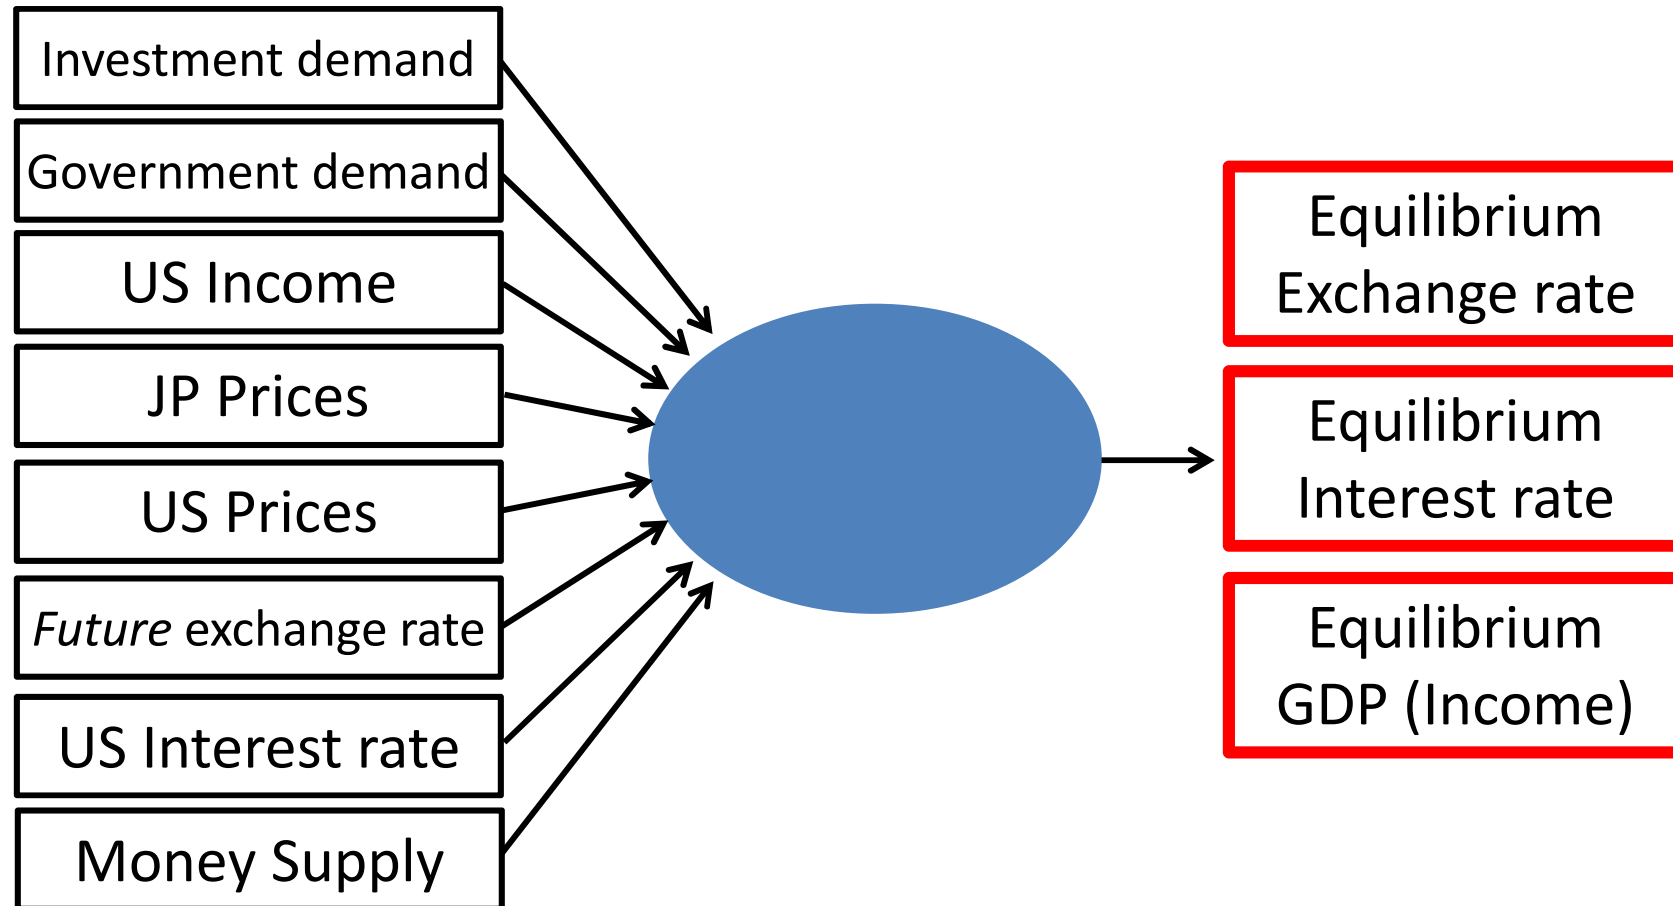 Investment demand
Government demand
US Income
JP Prices
US Prices
Future exchange rate
US Interest rate
Money Supply
Equilibrium
Exchange rate
Equilibrium
Interest rate
Equilibrium
GDP (Income)